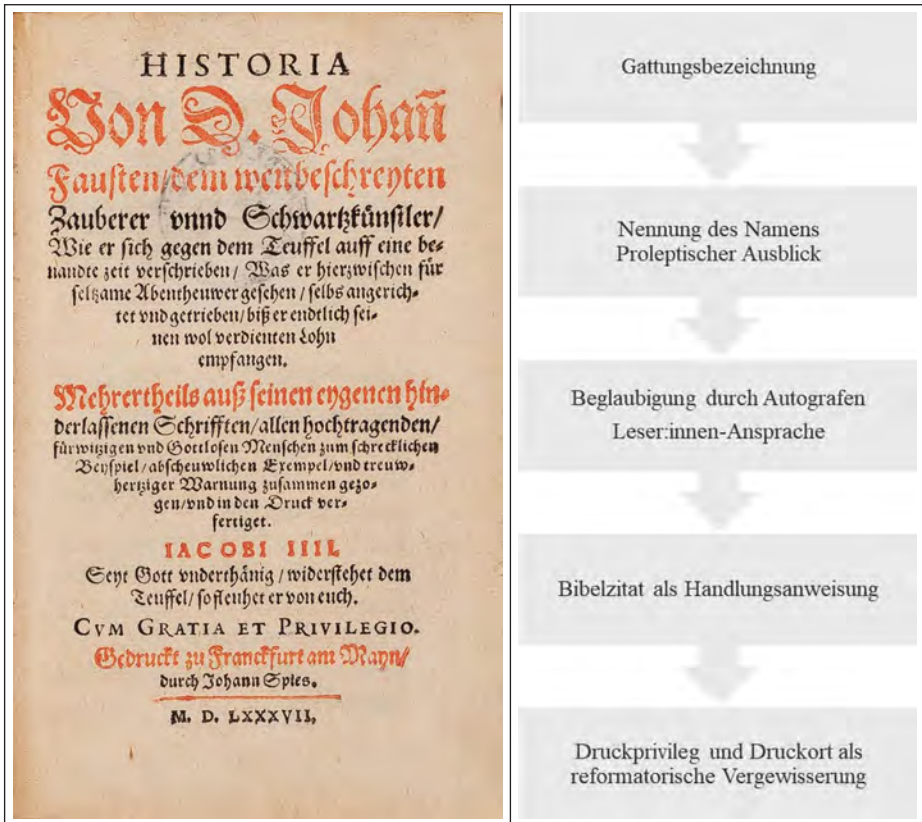 HISTORIA
Von D. Johañ
Fausten/dem weitbeschreyten
Zauberer vnnd Schwartzkünstler/
Wie er sich gegen dem Teuffel auff eine be-
nandte zeit verschrieben/ Was er hierzwischen für
seltzame Abentheuwer gesehen/ selbs angerich-
tet vnd getrieben/ biß er endtlich sei-
nen wol verdienten Lohn
empfangen.
Mehrertheils auß seinen eygenen hin-
derlassenen Schrifften/allen hochtragenden/
fürwitzigen vnd Gottlosen Menschen zum schrecklichen
Beyspiel/abscheuwlichen Exempel/vnd treuw-
hertziger Warnung zusammen gezo-
gen/vnd in den Druck ver-
fertiget.
IACOBI IIII.
Seyt Gott vnderthänig/widerstehet dem
Teuffel/ so fleuhet er von euch.
CVM GRATIA ET PRIVILEGIO.
Gedruckt zu Franckfurt am Mayn/
durch Johann Spies.
M. D. LXXXVII.
Gattungsbezeichnung
Nennung des Namens
Proleptischer Ausblick
Beglaubigung durch Autografen
Leser:innen-Ansprache
Bibelzitat als Handlungsanweisung
Druckprivileg und Druckort als
reformatorische Vergewisserung